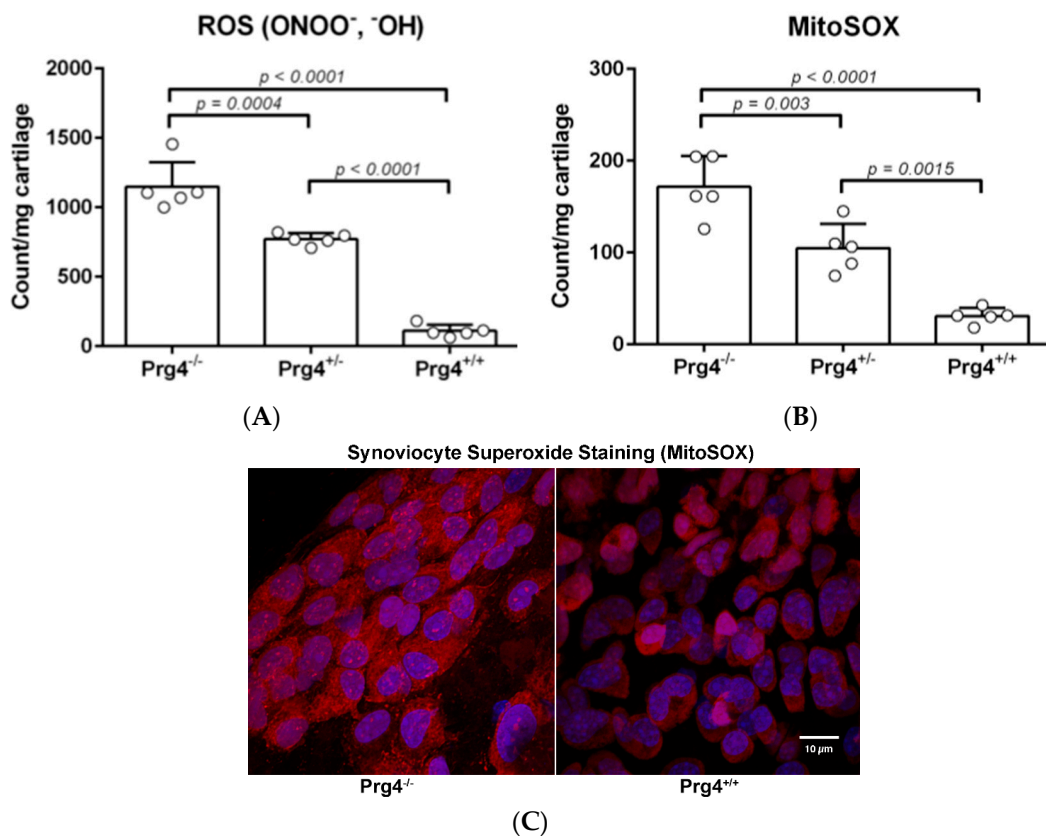 ROS (ONOO⁻, ⁻OH)
Count/mg cartilage
2000
1500
1000
500
0
p < 0.0001
p = 0.0004
p < 0.0001
Prg4⁻/⁻
Prg4⁺/⁻
Prg4⁺/⁺
(A)
MitoSOX
Count/mg cartilage
300
200
100
0
p < 0.0001
p = 0.003
p = 0.0015
Prg4⁻/⁻
Prg4⁺/⁻
Prg4⁺/⁺
(B)
Synoviocyte Superoxide Staining (MitoSOX)
10 µm
Prg4⁻/⁻
Prg4⁺/⁺
(C)